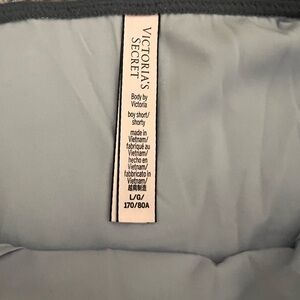 VICTORIA'S
SECRET
Body by
Victoria
boy short/
shorty
made in
Vietnam/
fabriqué au
Vietnam/
hecho en
Vietnam/
fabbricato in
Vietnam/
越南制造
L/G/
170/80A